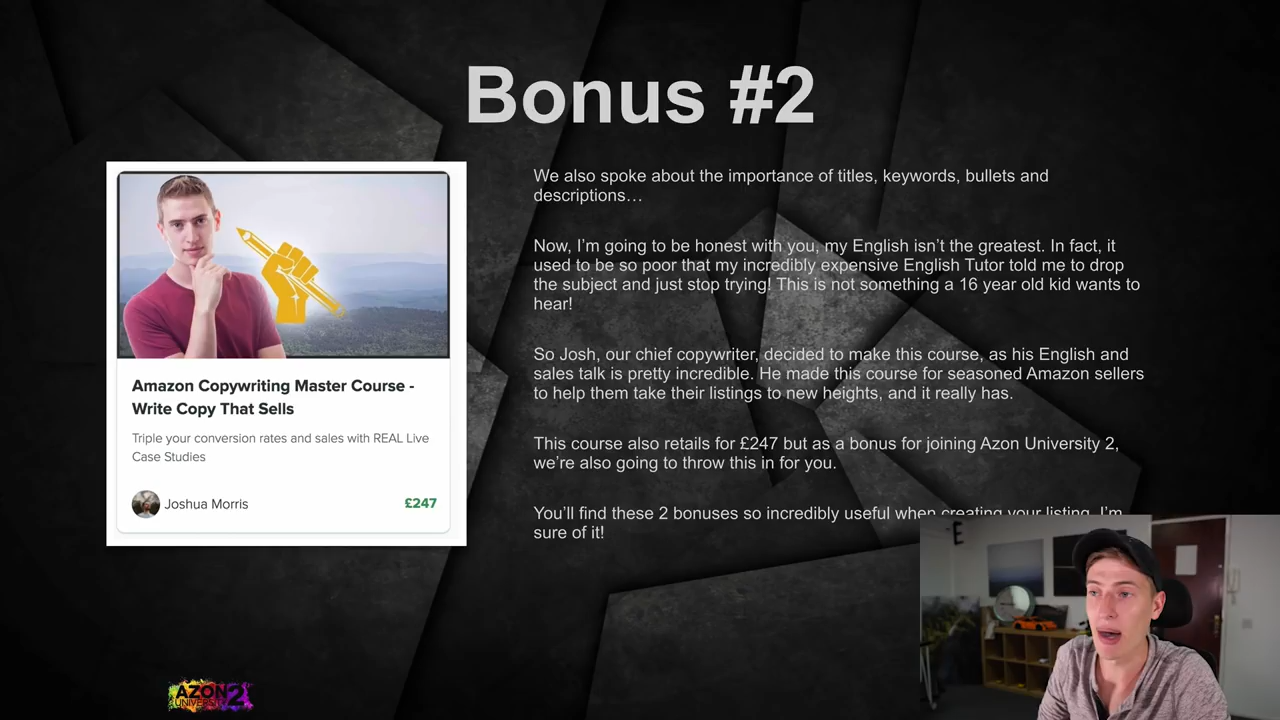 Bonus #2
We also spoke about the importance of titles, keywords, bullets and
descriptions…
Now, I'm going to be honest with you, my English isn't the greatest. In fact, it
used to be so poor that my incredibly expensive English Tutor told me to drop
the subject and just stop trying! This is not something a 16 year old kid wants to
hear!
So Josh, our chief copywriter, decided to make this course, as his English and
sales talk is pretty incredible. He made this course for seasoned Amazon sellers
to help them take their listings to new heights, and it really has.
This course also retails for £247 but as a bonus for joining Azon University 2,
we're also going to throw this in for you.
You'll find these 2 bonuses so incredibly useful when creating your listing, I'm
sure of it!
Amazon Copywriting Master Course -
Write Copy That Sells
Triple your conversion rates and sales with REAL Live
Case Studies
Joshua Morris
£247
AZON 2
UNIVERSITY
E